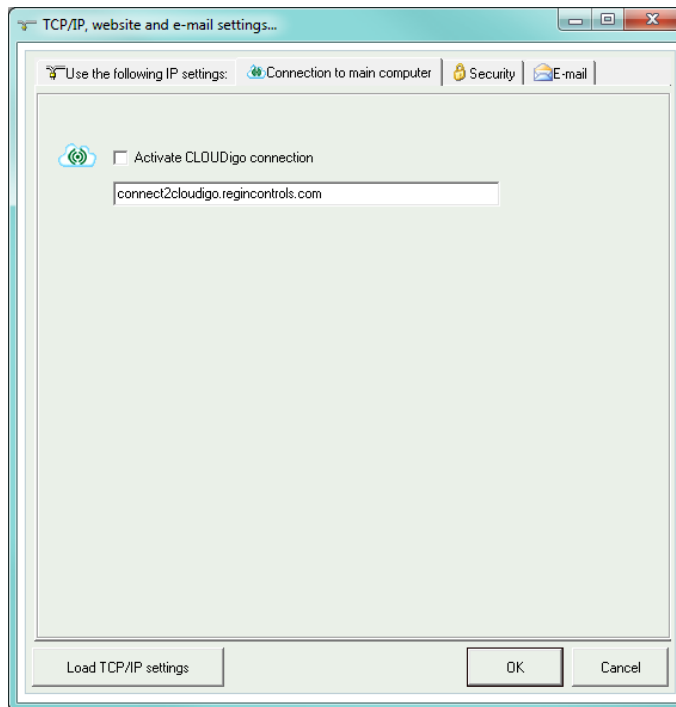 TCP/IP, website and e-mail settings...
Use the following IP settings:
Connection to main computer
Security
E-mail
Activate CLOUDigo connection
connect2cloudigo.regincontrols.com
Load TCP/IP settings
OK
Cancel